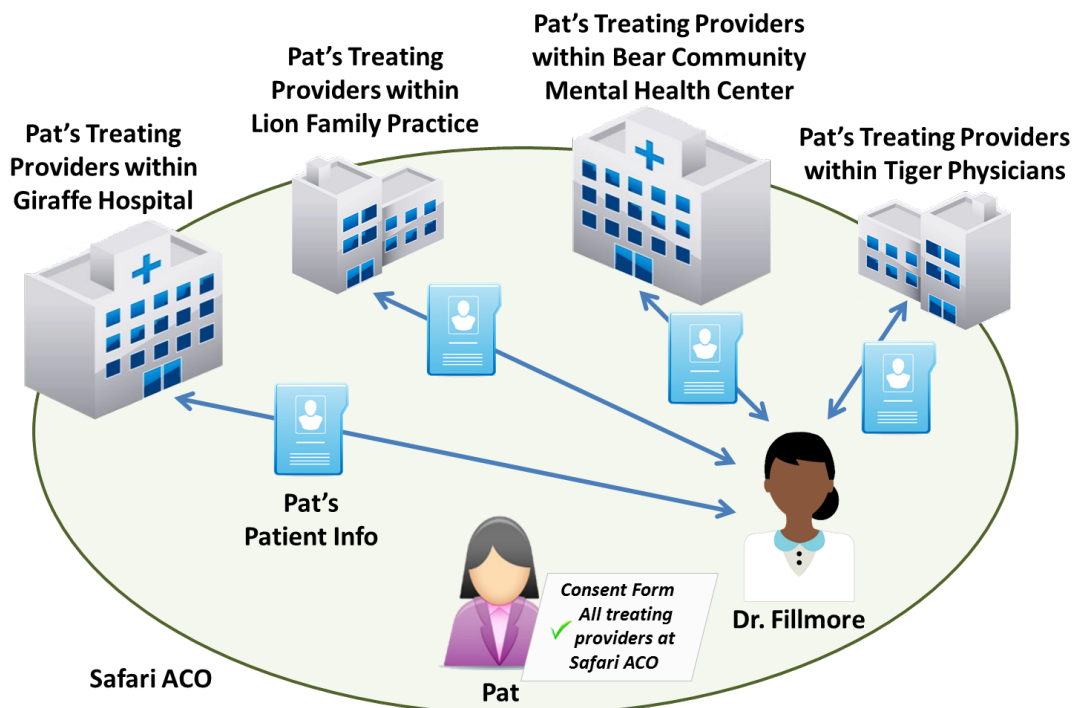 Pat's Treating
Providers within
Giraffe Hospital
Pat's Treating
Providers within
Lion Family Practice
Pat's Treating Providers
within Bear Community
Mental Health Center
Pat's Treating Providers
within Tiger Physicians
Pat's
Patient Info
Consent Form
All treating
providers at
Safari ACO
Dr. Fillmore
Pat
Safari ACO